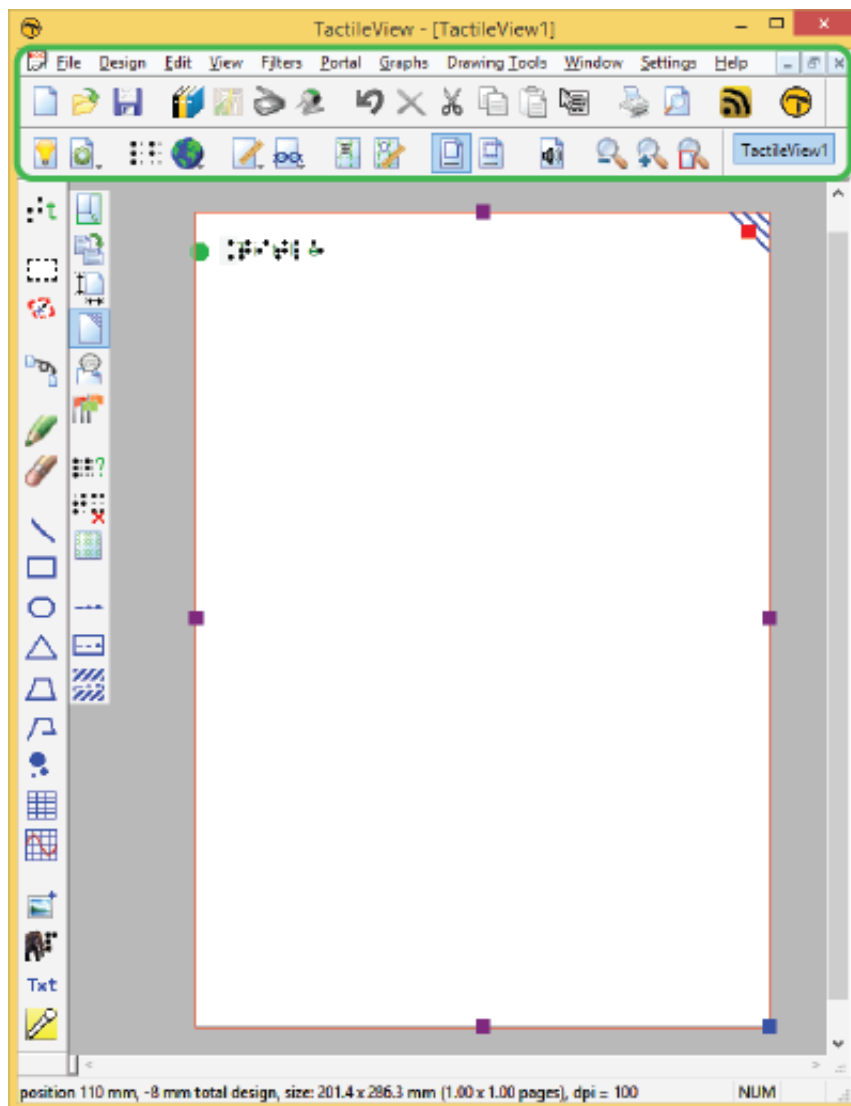 TactileView - [TactileView1]
File Design Edit View Filters Portal Graphs Drawing Tools Window Settings Help
TactileView1
t
?
Txt
position 110 mm, -8 mm total design, size: 201.4 x 286.3 mm (1.00 x 1.00 pages), dpi = 100 NUM